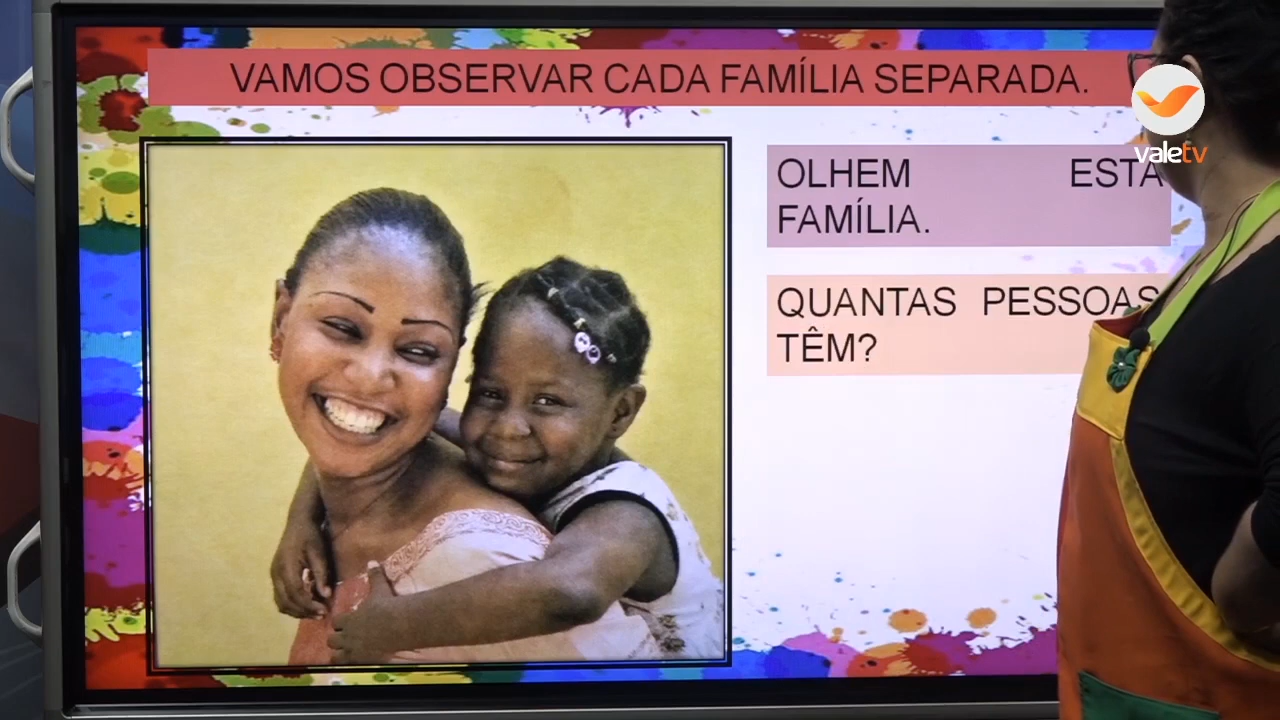 VAMOS OBSERVAR CADA FAMÍLIA SEPARADA.
valetv
OLHEM ESTA
FAMÍLIA.
QUANTAS PESSOAS
TÊM?